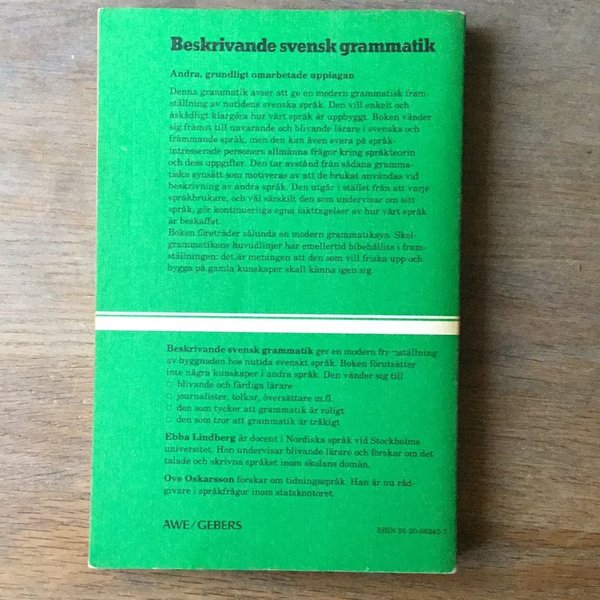 Beskrivande svensk grammatik
Andra, grundligt omarbetade upplagan
Denna grammatik avser att ge en modern grammatisk fram-
ställning av nutidens svenska språk. Den vill enkelt och
åskådligt klargöra hur vårt språk är uppbyggt. Boken vänder
sig främst till nuvarande och blivande lärare i svenska och
främmande språk, men den kan även svara på språk-
intresserade personers allmänna frågor kring språkteorin
och dess uppgifter. Den tar avstånd från sådana gramma-
tiska synsätt som motiveras av att de brukat användas vid
beskrivning av andra språk. Den utgår i stället från att varje
språkbrukare, och väl särskilt den som undervisar om sitt
språk, gör kontinuerliga egna iakttagelser av hur vårt språk
är beskaffat.
Boken företräder sålunda en modern grammatiksyn. Skol-
grammatikens huvudlinjer har emellertid bibehållits i fram-
ställningen: det är meningen att den som vill friska upp och
bygga på gamla kunskaper skall känna igen sig.
Beskrivande svensk grammatik ger en modern framställning
av byggnaden hos nutida svenskt språk. Boken förutsätter
inte några kunskaper i andra språk. Den vänder sig till
□ blivande och färdiga lärare
□ journalister, tolkar, översättare m.fl.
□ den som tycker att grammatik är roligt
□ den som tror att grammatik är tråkigt
Ebba Lindberg är docent i Nordiska språk vid Stockholms
universitet. Hon undervisar blivande lärare och forskar om det
talade och skrivna språket inom skolans domän.
Ove Oskarsson forskar om tidningsspråk. Han är nu råd-
givare i språkfrågor inom statskontoret.
AWE/GEBERS
ISBN 91-20-06247-7